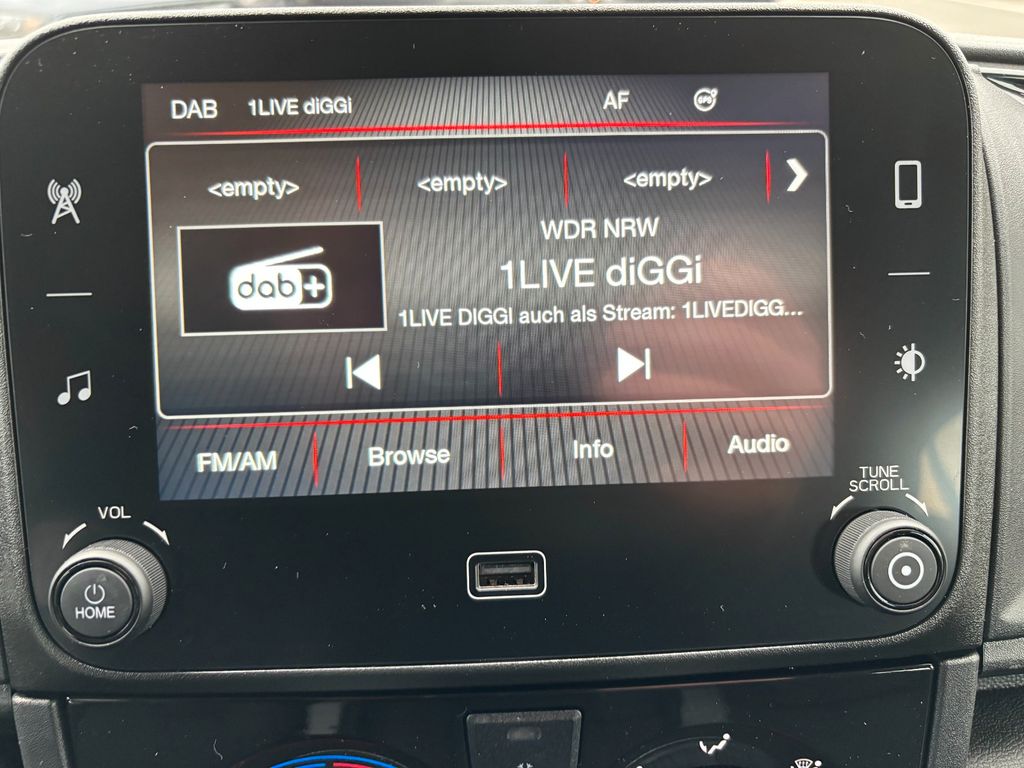 DAB 1LIVE diGGi AF GPS
<empty> <empty> <empty>
dab+
WDR NRW
1LIVE diGGi
1LIVE DIGGI auch als Stream: 1LIVEDIGG...
FM/AM Browse Info Audio
VOL
HOME
TUNE
SCROLL